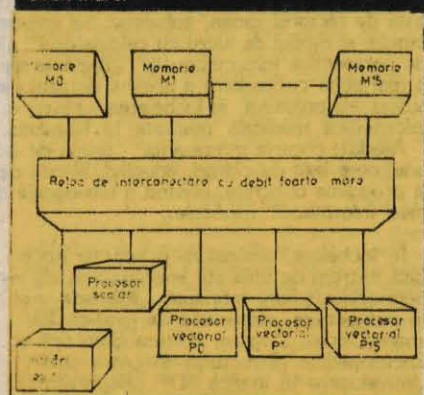 Memorie
M0
Memorie
M1
Memorie
M15
Rețea de interconectare cu debit foarte mare
Procesor
scalar
Procesor
vectorial
P0
Procesor
vectorial
P1
Procesor
vectorial
P15
Intrări